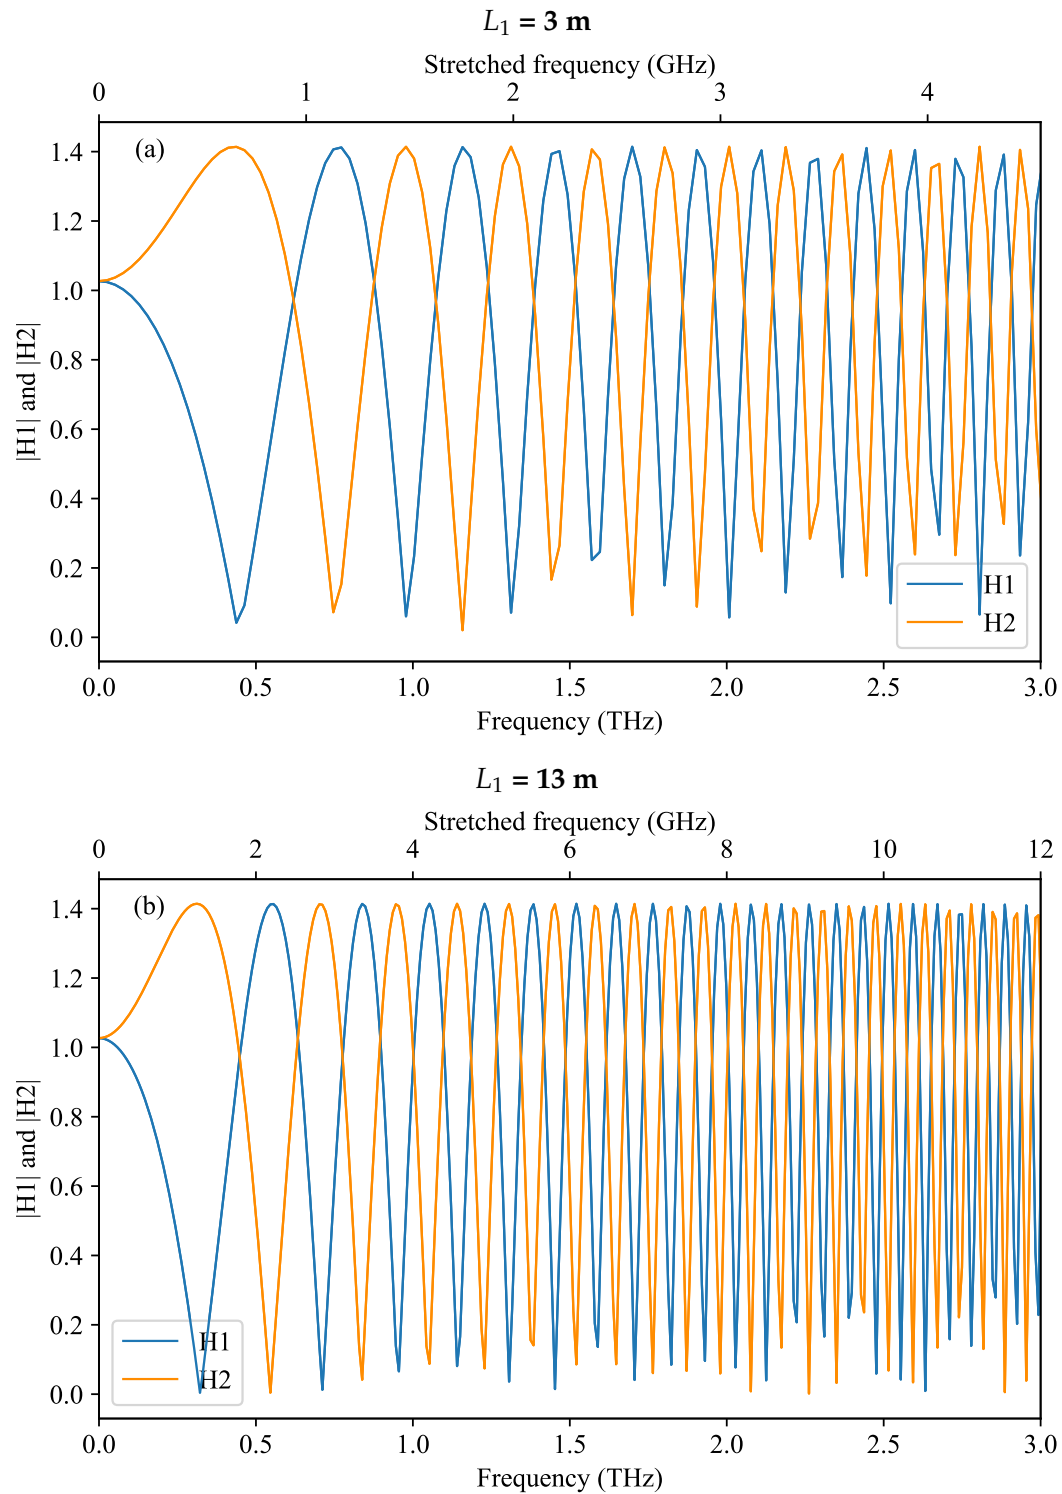 L₁ = 3 m
Stretched frequency (GHz)
0 1 2 3 4
(a)
1.4
1.2
1.0
0.8
0.6
0.4
0.2
0.0
|H1| and |H2|
H1
H2
0.0 0.5 1.0 1.5 2.0 2.5 3.0
Frequency (THz)
L₁ = 13 m
Stretched frequency (GHz)
0 2 4 6 8 10 12
(b)
1.4
1.2
1.0
0.8
0.6
0.4
0.2
0.0
|H1| and |H2|
H1
H2
0.0 0.5 1.0 1.5 2.0 2.5 3.0
Frequency (THz)